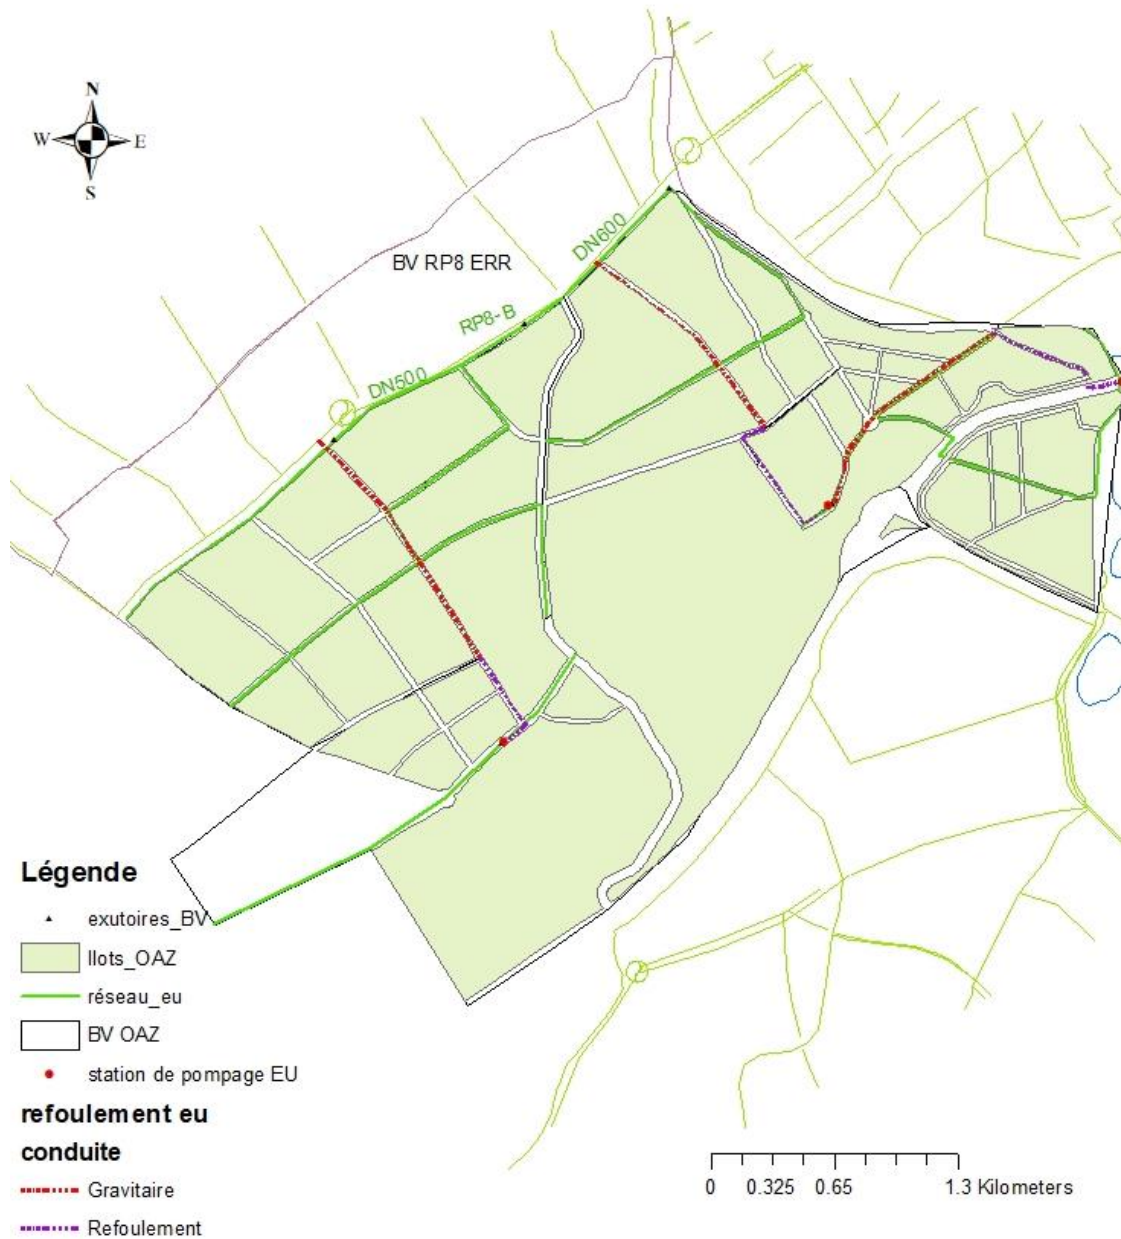 N
W E
S
BV RP8 ERR
DN600
RP8-B
DN500
Légende
exutoires_BV
Ilots_OAZ
réseau_eu
BV OAZ
station de pompage EU
refoulement eu
conduite
Gravitaire
Refoulement
0 0.325 0.65 1.3 Kilometers